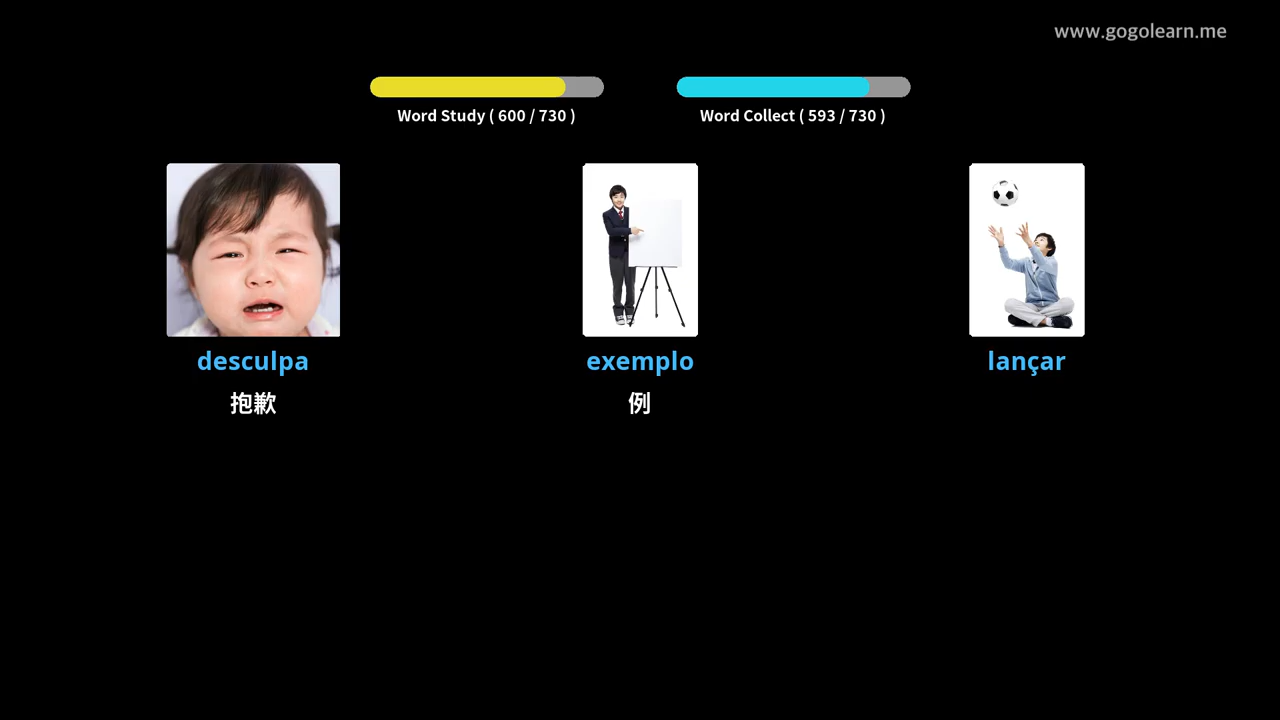 www.gogolearn.me
Word Study ( 600 / 730 )
Word Collect ( 593 / 730 )
desculpa
exemplo
lançar
抱歉
例